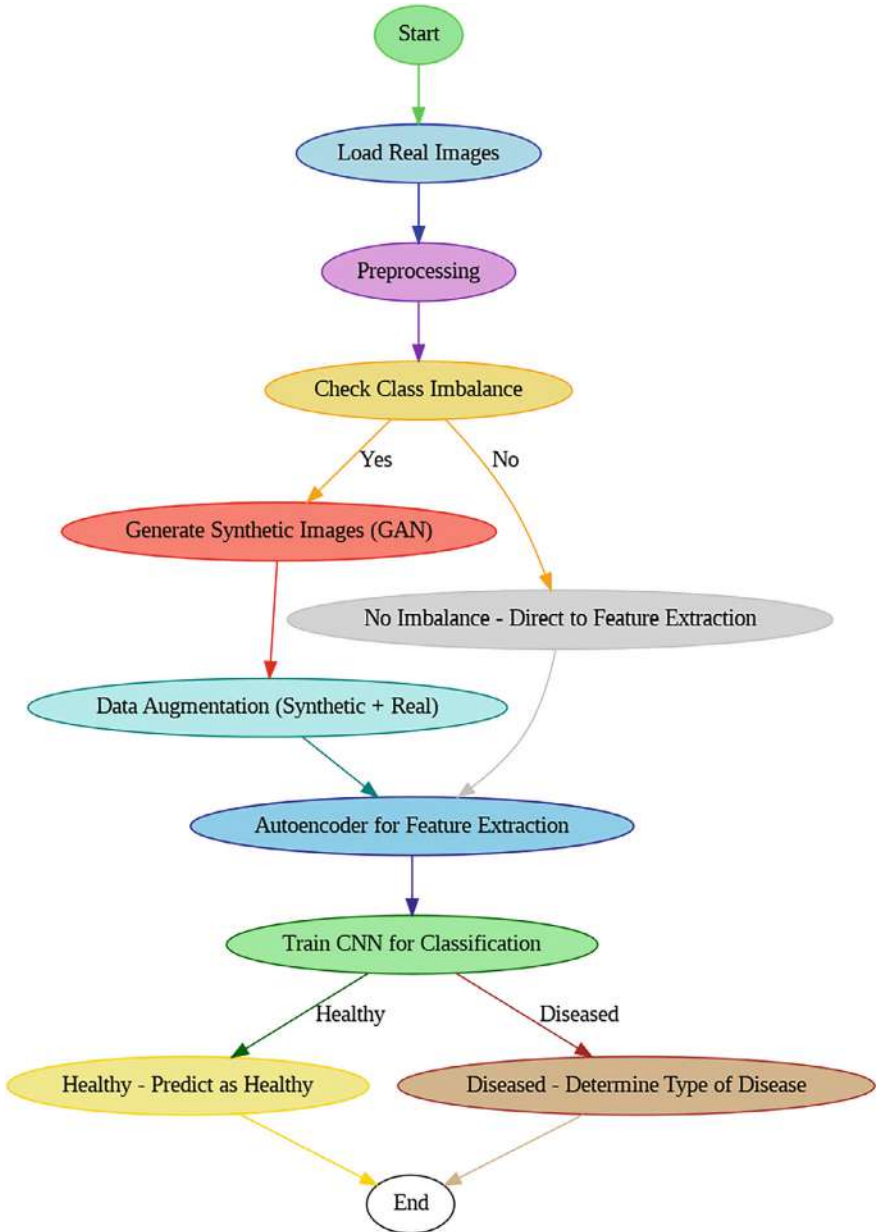 Start
Load Real Images
Preprocessing
Check Class Imbalance
Yes
No
Generate Synthetic Images (GAN)
No Imbalance - Direct to Feature Extraction
Data Augmentation (Synthetic + Real)
Autoencoder for Feature Extraction
Train CNN for Classification
Healthy
Diseased
Healthy - Predict as Healthy
Diseased - Determine Type of Disease
End